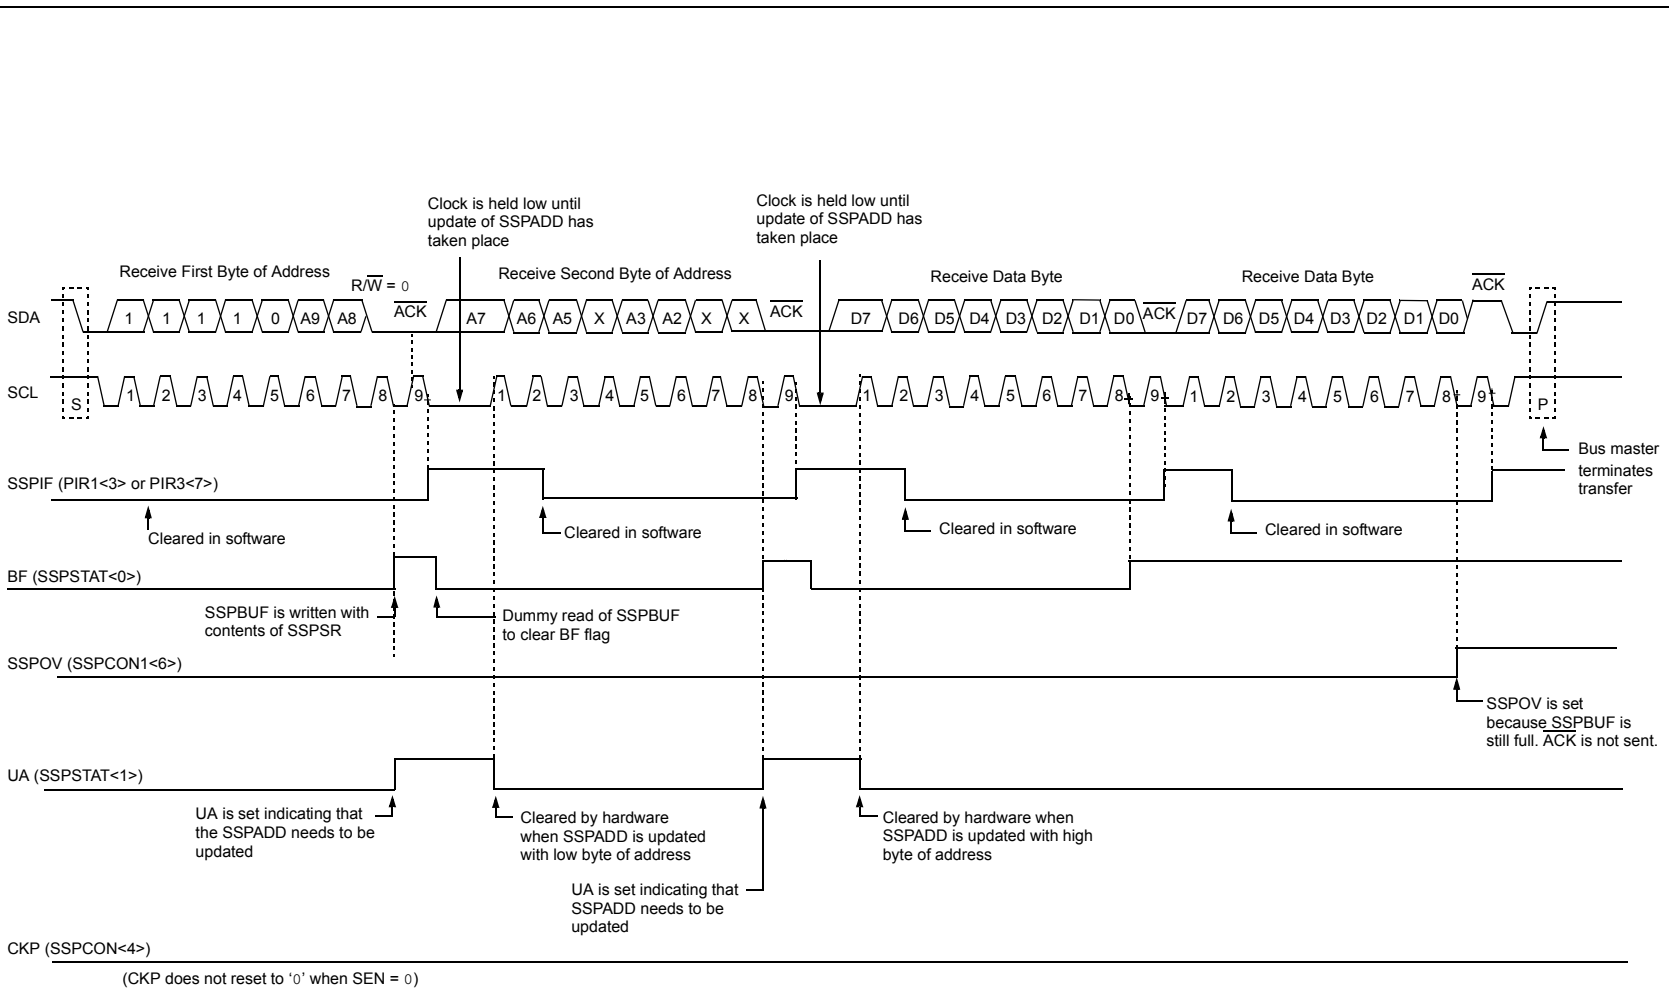 Clock is held low until
update of SSPADD has
taken place
Clock is held low until
update of SSPADD has
taken place
Receive First Byte of Address
R/W = 0
ACK
Receive Second Byte of Address
ACK
Receive Data Byte
ACK
Receive Data Byte
ACK
SDA
1 1 1 1 0 A9 A8 A7 A6 A5 X A3 A2 X X D7 D6 D5 D4 D3 D2 D1 D0 D7 D6 D5 D4 D3 D2 D1 D0
SCL
S 1 2 3 4 5 6 7 8 9 1 2 3 4 5 6 7 8 9 1 2 3 4 5 6 7 8 9 1 2 3 4 5 6 7 8 9 P
Bus master
terminates
transfer
SSPIF (PIR1<3> or PIR3<7>)
Cleared in software
Cleared in software
Cleared in software
Cleared in software
BF (SSPSTAT<0>)
SSPBUF is written with
contents of SSPSR
Dummy read of SSPBUF
to clear BF flag
SSPOV (SSPCON1<6>)
SSPOV is set
because SSPBUF is
still full. ACK is not sent.
UA (SSPSTAT<1>)
UA is set indicating that
the SSPADD needs to be
updated
Cleared by hardware
when SSPADD is updated
with low byte of address
UA is set indicating that
SSPADD needs to be
updated
Cleared by hardware when
SSPADD is updated with high
byte of address
CKP (SSPCON<4>)
(CKP does not reset to ‘0’ when SEN = 0)